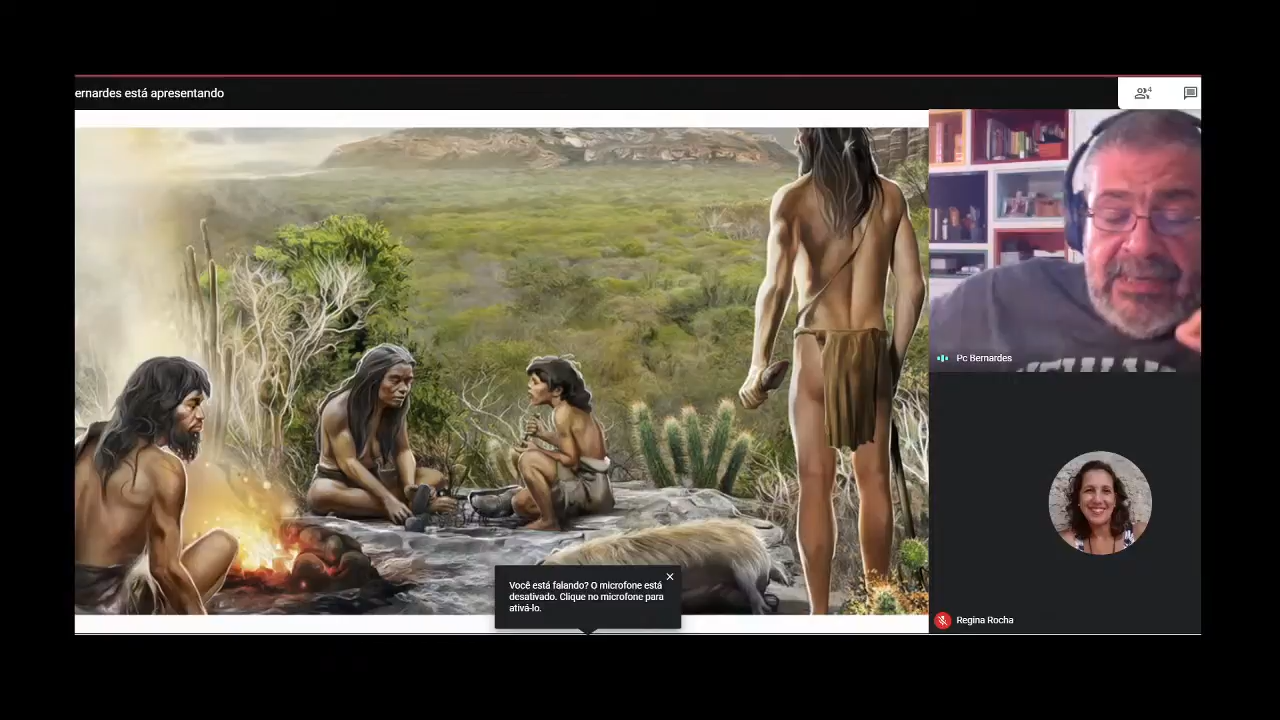 ernardes está apresentando
4
Pc Bernardes
Você está falando? O microfone está
desativado. Clique no microfone para
ativá-lo.
Regina Rocha